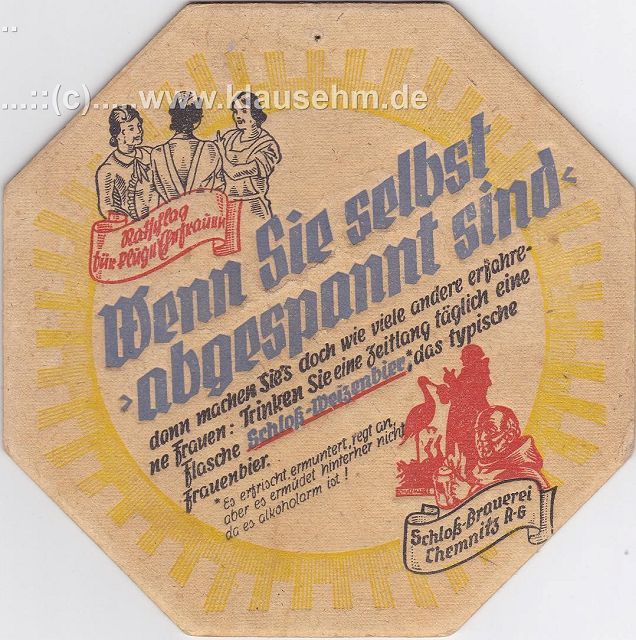 ...::(c).....www.klausehm.de
Ratschlag
für kluge Ehefrauen
Wenn Sie selbst
›abgespannt sind‹
dann machen Sie's doch wie viele andere erfahre-
ne Frauen: Trinken Sie eine Zeitlang täglich eine
Flasche Schloß-Weizenbier,* das typische
Frauenbier.
*Es erfrischt, ermuntert, regt an,
aber es ermüdet hinterher nicht
da es alkoholarm ist!
Schloß-Brauerei
Chemnitz A-G